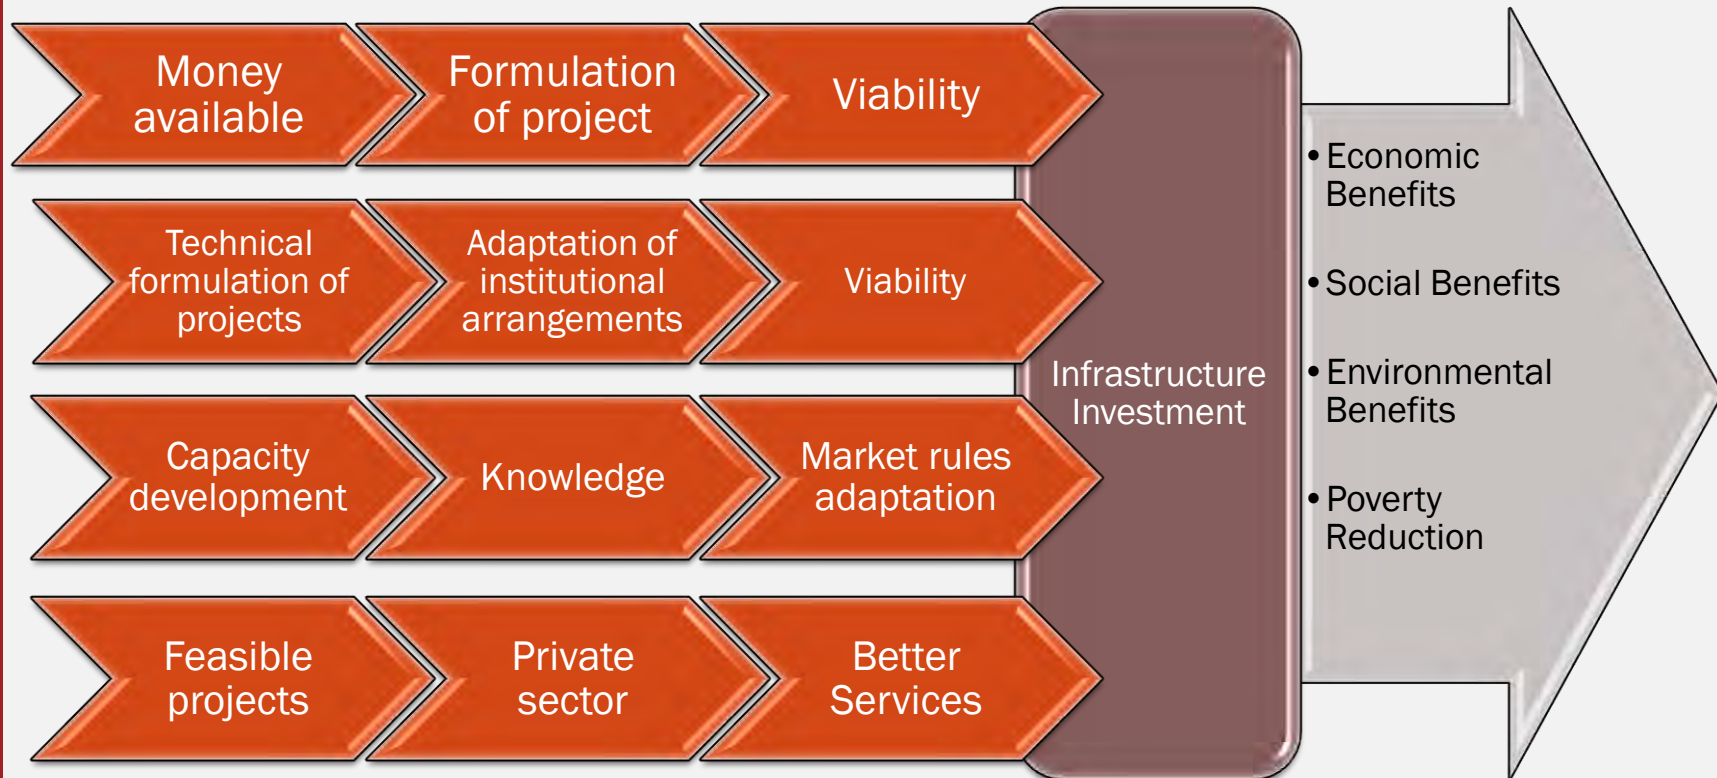 Money
available
Formulation
of project
Viability
Technical
formulation of
projects
Adaptation of
institutional
arrangements
Viability
Capacity
development
Knowledge
Market rules
adaptation
Feasible
projects
Private
sector
Better
Services
Infrastructure
Investment
•Economic
Benefits
•Social Benefits
•Environmental
Benefits
•Poverty
Reduction